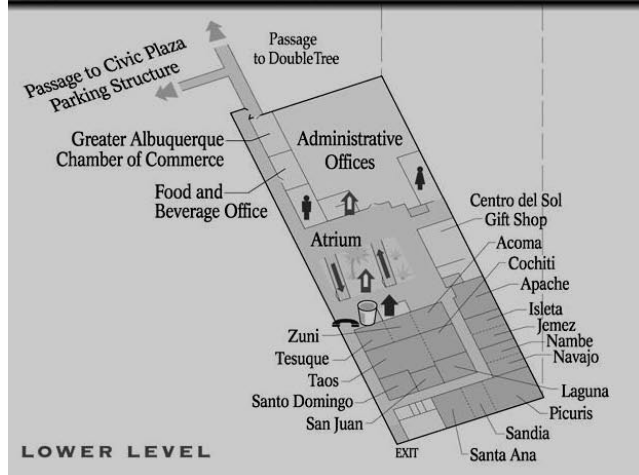 Passage
to DoubleTree
Passage to Civic Plaza
Parking Structure
Greater Albuquerque
Chamber of Commerce
Administrative
Offices
Food and
Beverage Office
Centro del Sol
Gift Shop
Atrium
Acoma
Cochiti
Apache
Isleta
Jemez
Nambe
Navajo
Zuni
Tesuque
Taos
Santo Domingo
San Juan
Laguna
Picuris
Sandia
Santa Ana
EXIT
LOWER LEVEL